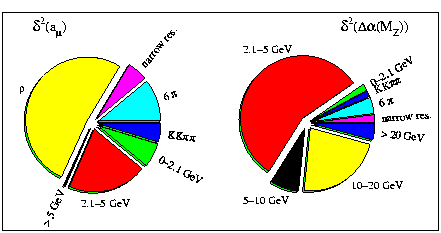 δ²(aμ)
narrow res.
ρ
6 π
KKππ
0-2.1 GeV
2.1-5 GeV
> 5 GeV
δ²(Δα(M_Z))
2.1-5 GeV
0-2.1 GeV
KKππ
6 π
narrow res.
> 20 GeV
10-20 GeV
5-10 GeV